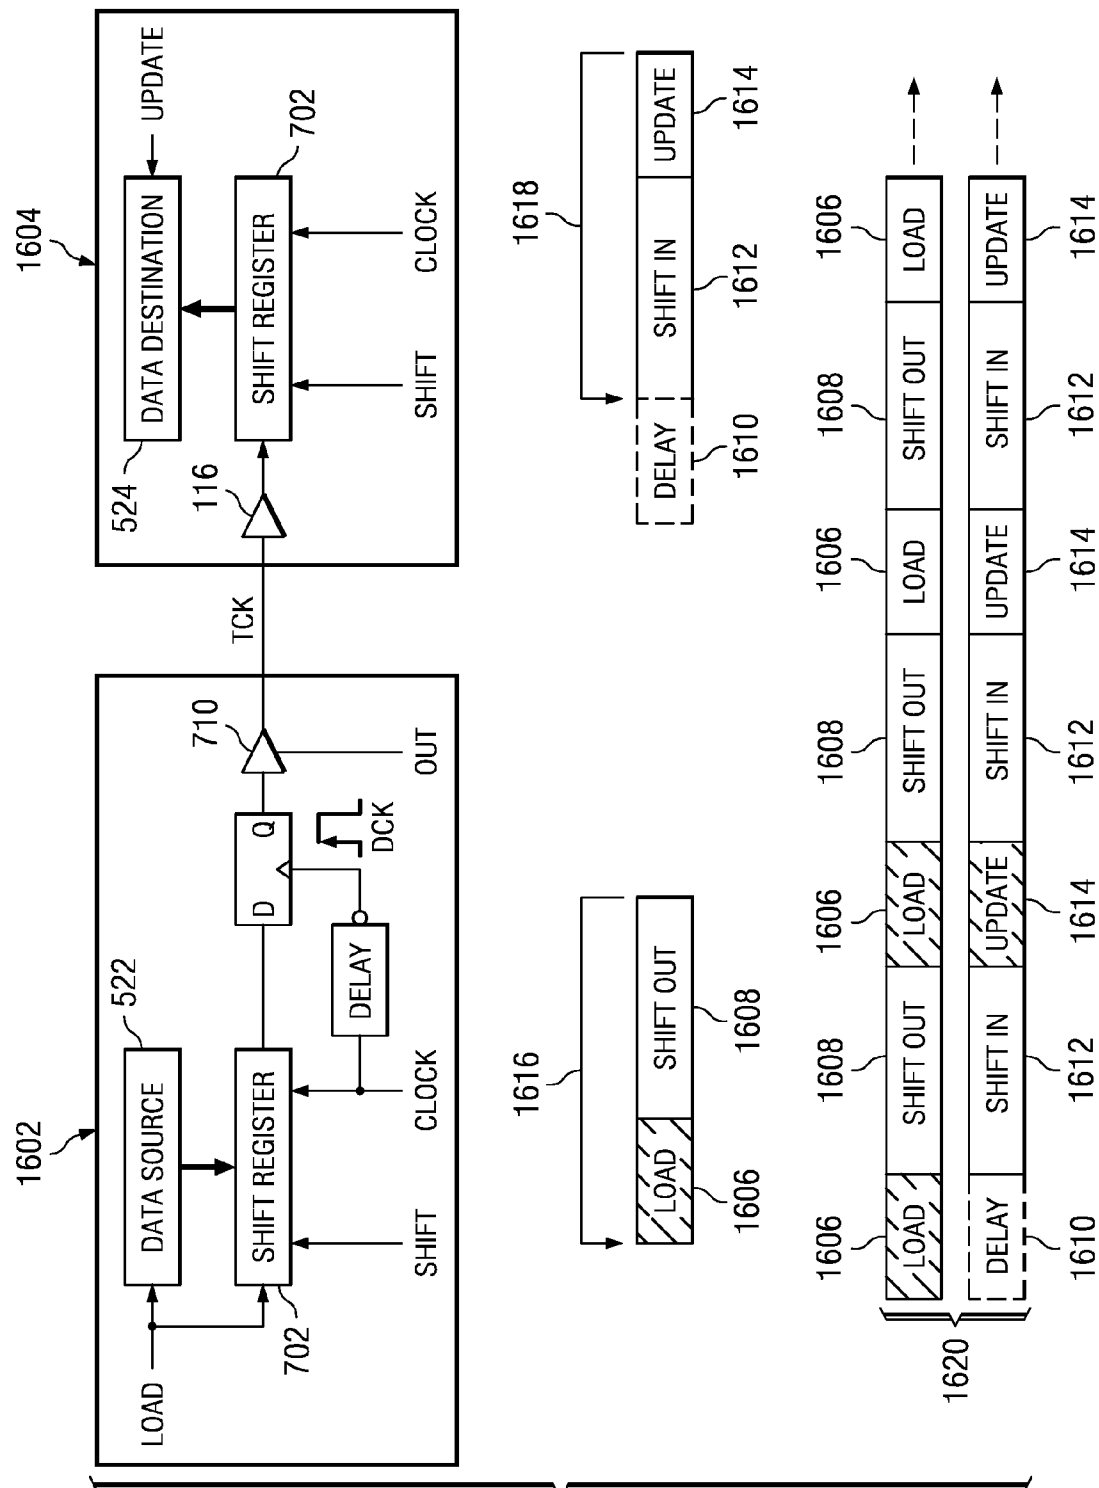 1602
LOAD
DATA SOURCE
522
SHIFT REGISTER
702
SHIFT
CLOCK
DELAY
D Q
DCK
710
OUT
TCK
1604
116
524
DATA DESTINATION
UPDATE
SHIFT REGISTER
702
SHIFT
CLOCK
1616
LOAD SHIFT OUT
1606 1608
1618
DELAY SHIFT IN UPDATE
1610 1612 1614
1606 1608 1606 1608 1606 1608 1606
LOAD SHIFT OUT LOAD SHIFT OUT LOAD SHIFT OUT LOAD
1620
DELAY SHIFT IN UPDATE SHIFT IN UPDATE SHIFT IN UPDATE
1610 1612 1614 1612 1614 1612 1614